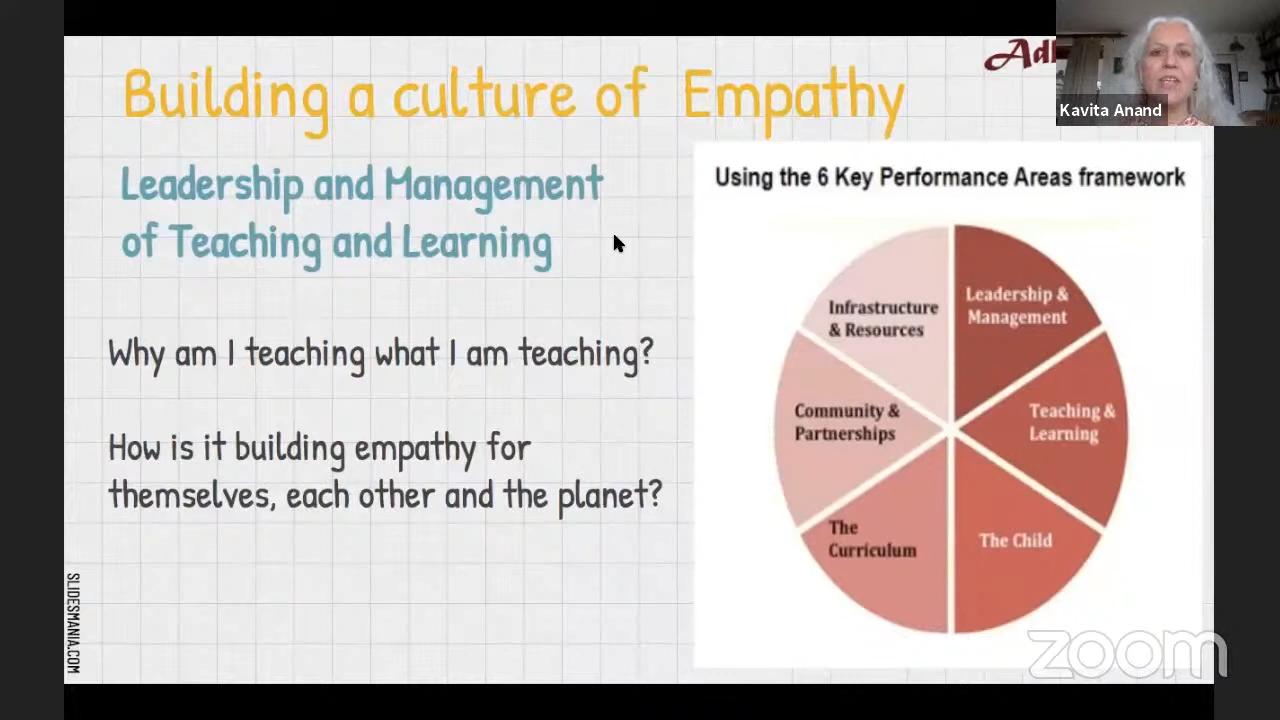 Building a culture of Empathy
Kavita Anand
Leadership and Management
of Teaching and Learning
Why am I teaching what I am teaching?
How is it building empathy for
themselves, each other and the planet?
Using the 6 Key Performance Areas framework
Infrastructure
& Resources
Leadership &
Management
Community &
Partnerships
Teaching &
Learning
The
Curriculum
The Child
SLIDESMANIA.COM
zoom